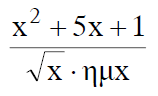 x² + 5x + 1
√x · ημx